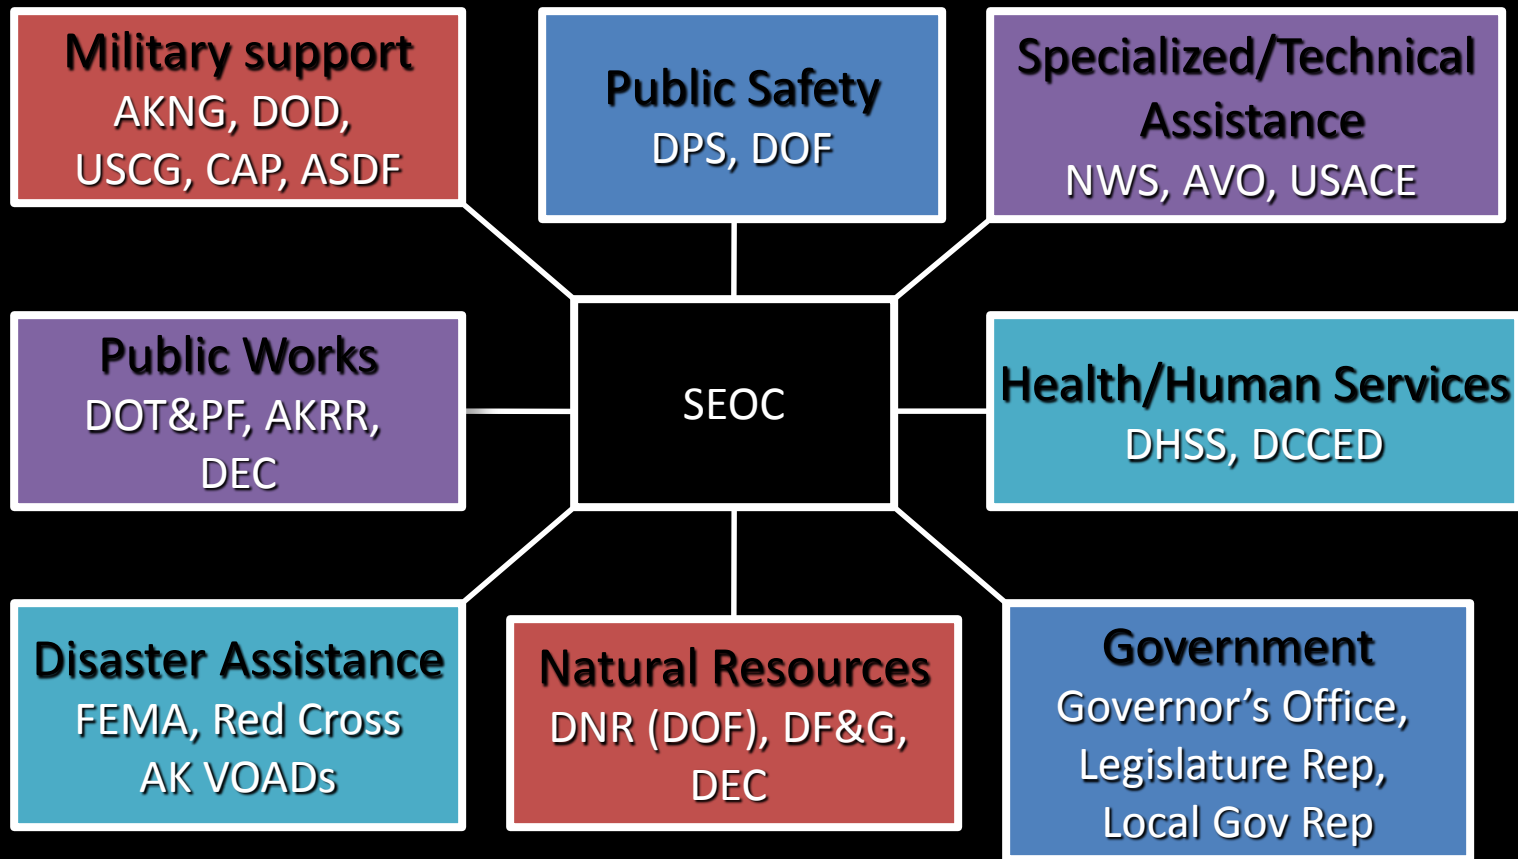 Military support
AKNG, DOD,
USCG, CAP, ASDF
Public Safety
DPS, DOF
Specialized/Technical
Assistance
NWS, AVO, USACE
Public Works
DOT&PF, AKRR,
DEC
SEOC
Health/Human Services
DHSS, DCCED
Disaster Assistance
FEMA, Red Cross
AK VOADs
Natural Resources
DNR (DOF), DF&G,
DEC
Government
Governor’s Office,
Legislature Rep,
Local Gov Rep